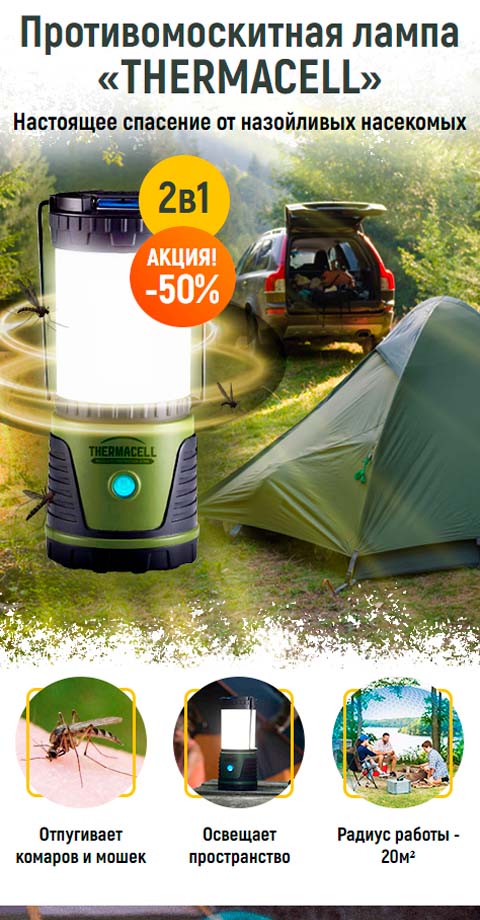 Противомоскитная лампа
«THERMACELL»
Настоящее спасение от назойливых насекомых
2в1
АКЦИЯ!
-50%
THERMACELL
Отпугивает
комаров и мошек
Освещает
пространство
Радиус работы -
20м²